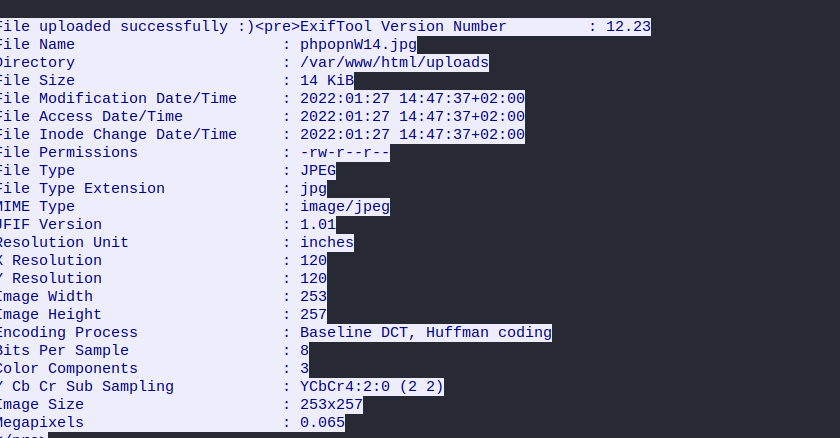 File uploaded successfully :)<pre>ExifTool Version Number         : 12.23
File Name                       : phpopnW14.jpg
Directory                       : /var/www/html/uploads
File Size                       : 14 KiB
File Modification Date/Time     : 2022:01:27 14:47:37+02:00
File Access Date/Time           : 2022:01:27 14:47:37+02:00
File Inode Change Date/Time     : 2022:01:27 14:47:37+02:00
File Permissions                : -rw-r--r--
File Type                       : JPEG
File Type Extension             : jpg
MIME Type                       : image/jpeg
JFIF Version                    : 1.01
Resolution Unit                 : inches
X Resolution                    : 120
Y Resolution                    : 120
Image Width                     : 253
Image Height                    : 257
Encoding Process                : Baseline DCT, Huffman coding
Bits Per Sample                 : 8
Color Components                : 3
Y Cb Cr Sub Sampling            : YCbCr4:2:0 (2 2)
Image Size                      : 253x257
Megapixels                      : 0.065